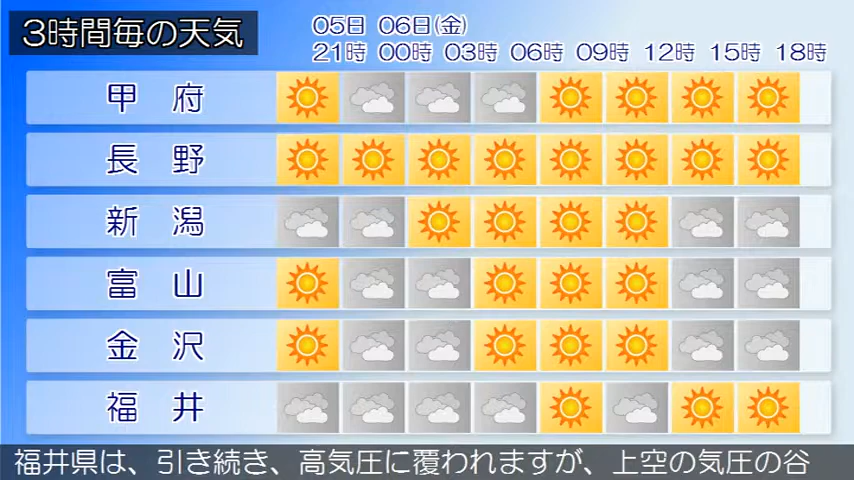 3時間毎の天気
05日 06日(金)
21時 00時 03時 06時 09時 12時 15時 18時
甲府
長野
新潟
富山
金沢
福井
福井県は、引き続き、高気圧に覆われますが、上空の気圧の谷